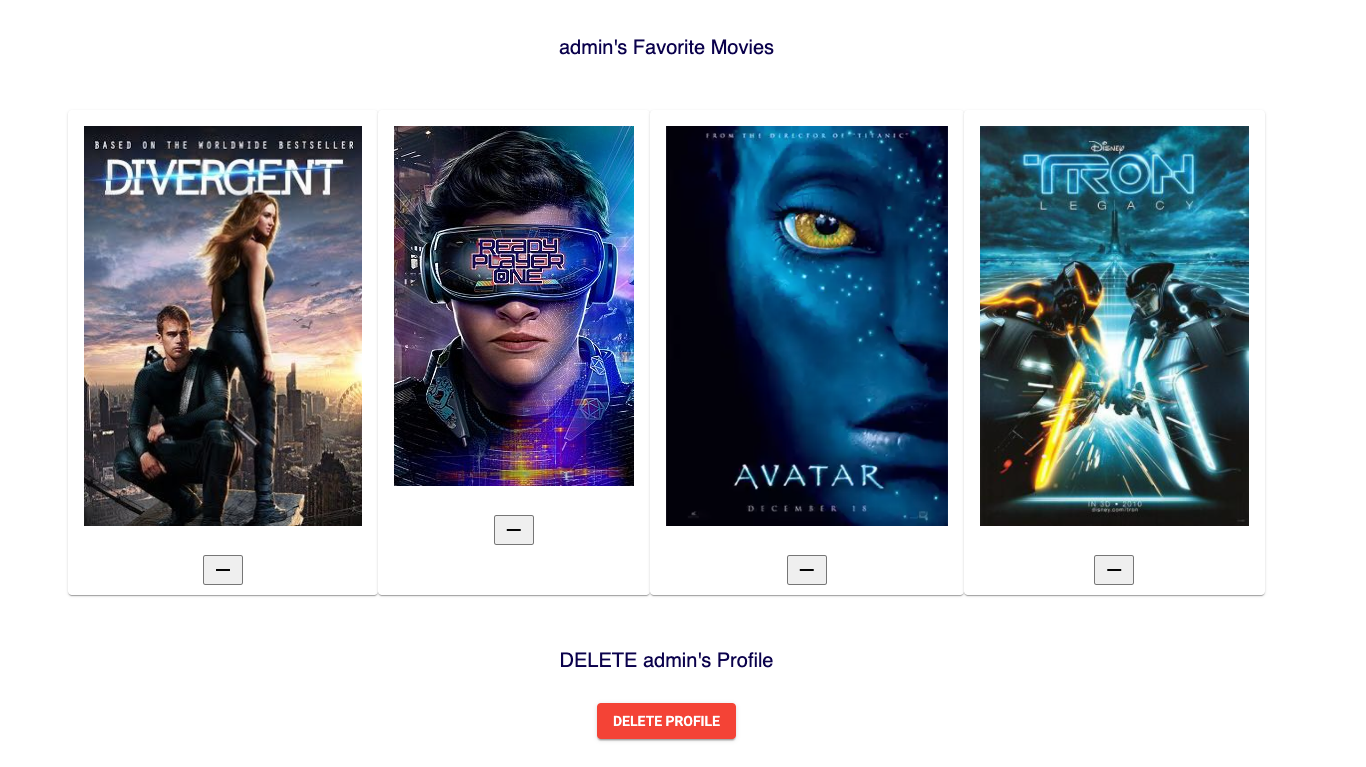 admin's Favorite Movies
BASED ON THE WORLDWIDE BESTSELLER
DIVERGENT
READY
PLAYER
ONE
FROM THE DIRECTOR OF "TITANIC"
AVATAR
DECEMBER 18
Disney
TRON
LEGACY
IN 3D • 2010
disney.com/tron
DELETE admin's Profile
DELETE PROFILE